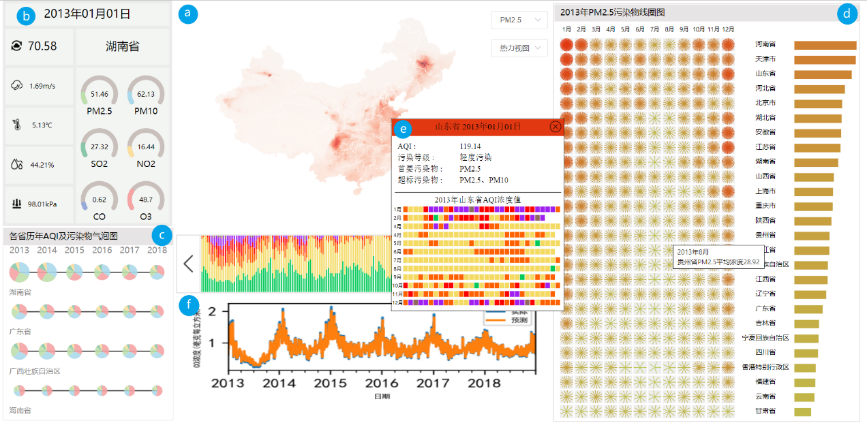 b
2013年01月01日
70.58
湖南省
1.69m/s
5.13℃
44.21%
98.01kPa
51.46
PM2.5
62.13
PM10
27.32
SO2
16.44
NO2
0.62
CO
48.7
O3
各省历年AQI及污染物气泡图
c
2013 2014 2015 2016 2017 2018
湖南省
广东省
广西壮族自治区
海南省
a
PM2.5
热力视图
e
山东省 2013年01月01日
AQI： 119.14
污染等级： 轻度污染
首要污染物： PM2.5
超标污染物： PM2.5、PM10
2013年山东省AQI浓度值
1月
2月
3月
4月
5月
6月
7月
8月
9月
10月
11月
12月
f
预测
2
1
2013 2014 2015 2016 2017 2018
日期
2013年PM2.5污染物线圈图
d
1月 2月 3月 4月 5月 6月 7月 8月 9月 10月 11月 12月
河南省
天津市
山东省
河北省
北京市
湖北省
安徽省
江苏省
湖南省
山西省
上海市
重庆市
陕西省
贵州省
江省
族自治区
江西省
辽宁省
广东省
吉林省
宁夏回族自治区
四川省
香港特别行政区
福建省
云南省
甘肃省
2013年8月
贵州省PM2.5平均浓度28.92